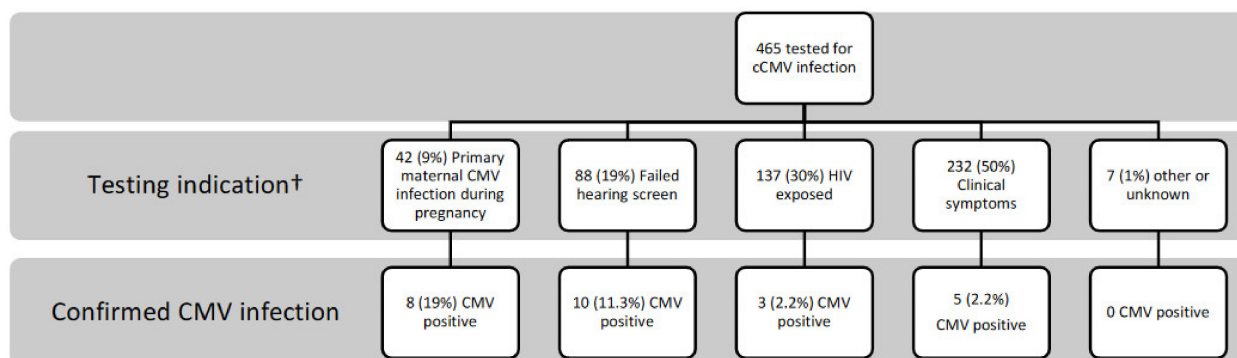 465 tested for
cCMV infection
Testing indication†
42 (9%) Primary
maternal CMV
infection during
pregnancy
88 (19%) Failed
hearing screen
137 (30%) HIV
exposed
232 (50%)
Clinical
symptoms
7 (1%) other or
unknown
Confirmed CMV infection
8 (19%) CMV
positive
10 (11.3%) CMV
positive
3 (2.2%) CMV
positive
5 (2.2%)
CMV positive
0 CMV positive